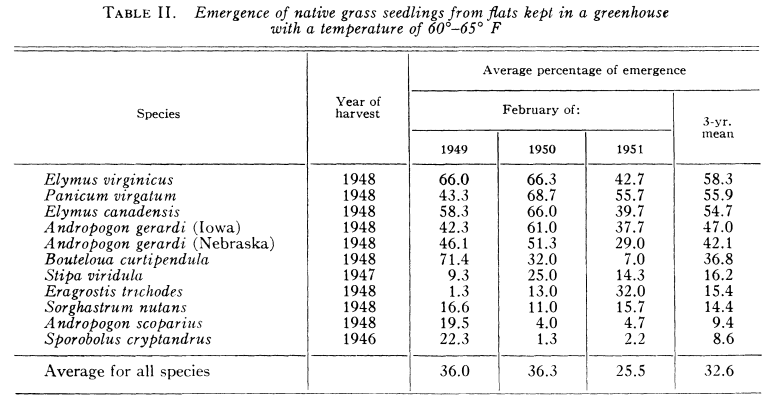 TABLE II. Emergence of native grass seedlings from flats kept in a greenhouse
with a temperature of 60°–65° F
Average percentage of emergence
Species
Year of
harvest
February of:
3-yr.
mean
1949 1950 1951
Elymus virginicus 1948 66.0 66.3 42.7 58.3
Panicum virgatum 1948 43.3 68.7 55.7 55.9
Elymus canadensis 1948 58.3 66.0 39.7 54.7
Andropogon gerardi (Iowa) 1948 42.3 61.0 37.7 47.0
Andropogon gerardi (Nebraska) 1948 46.1 51.3 29.0 42.1
Bouteloua curtipendula 1948 71.4 32.0 7.0 36.8
Stipa viridula 1947 9.3 25.0 14.3 16.2
Eragrostis trichodes 1948 1.3 13.0 32.0 15.4
Sorghastrum nutans 1948 16.6 11.0 15.7 14.4
Andropogon scoparius 1948 19.5 4.0 4.7 9.4
Sporobolus cryptandrus 1946 22.3 1.3 2.2 8.6
Average for all species 36.0 36.3 25.5 32.6